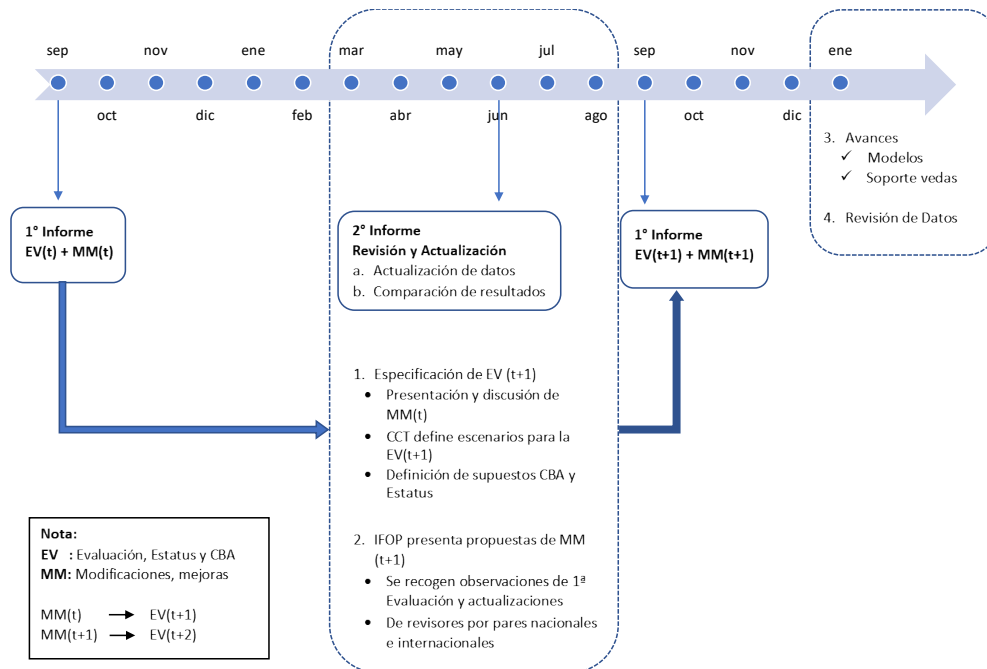 sep
nov
ene
mar
may
jul
sep
nov
ene
oct
dic
feb
abr
jun
ago
oct
dic
1° Informe
EV(t) + MM(t)
2° Informe
Revisión y Actualización
a. Actualización de datos
b. Comparación de resultados
1° Informe
EV(t+1) + MM(t+1)
3. Avances
✓ Modelos
✓ Soporte vedas
4. Revisión de Datos
1. Especificación de EV (t+1)
• Presentación y discusión de
MM(t)
• CCT define escenarios para la
EV(t+1)
• Definición de supuestos CBA y
Estatus
2. IFOP presenta propuestas de MM
(t+1)
• Se recogen observaciones de 1ª
Evaluación y actualizaciones
• De revisores por pares nacionales
e internacionales
Nota:
EV : Evaluación, Estatus y CBA
MM: Modificaciones, mejoras
MM(t) → EV(t+1)
MM(t+1) → EV(t+2)